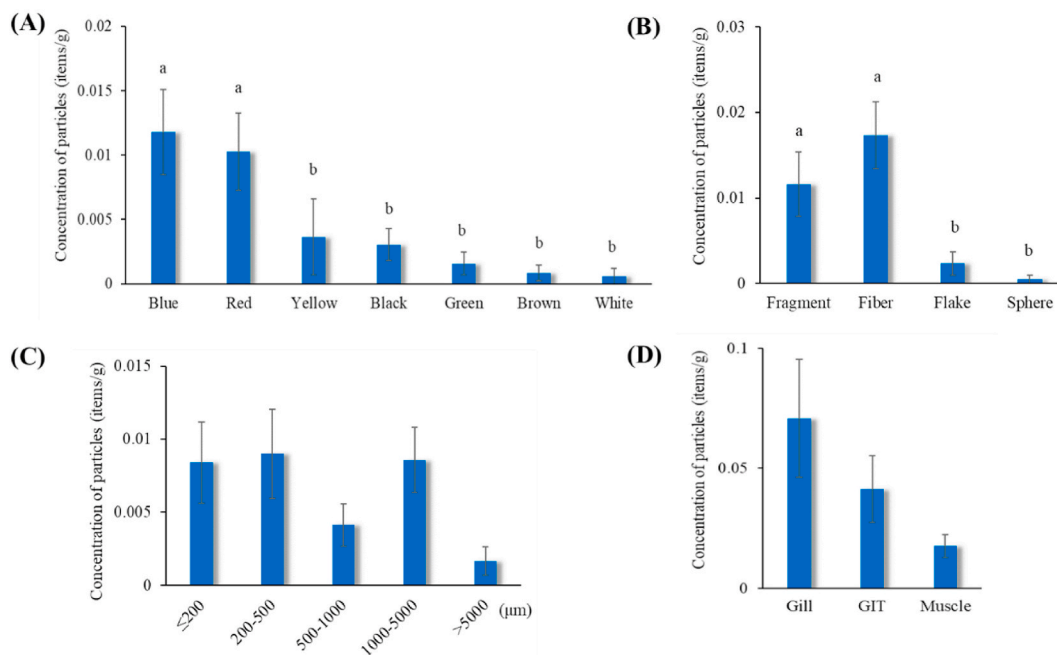 (A)
Concentration of particles (items/g)
0.02
0.015
0.01
0.005
0
a
a
b
b
b
b
b
Blue Red Yellow Black Green Brown White
(B)
Concentration of particles (items/g)
0.03
0.02
0.01
0
a
a
b
b
Fragment Fiber Flake Sphere
(C)
Concentration of particles (items/g)
0.015
0.01
0.005
0
≤200 200-500 500-1000 1000-5000 >5000 (μm)
(D)
Concentration of particles (items/g)
0.1
0.05
0
Gill GIT Muscle